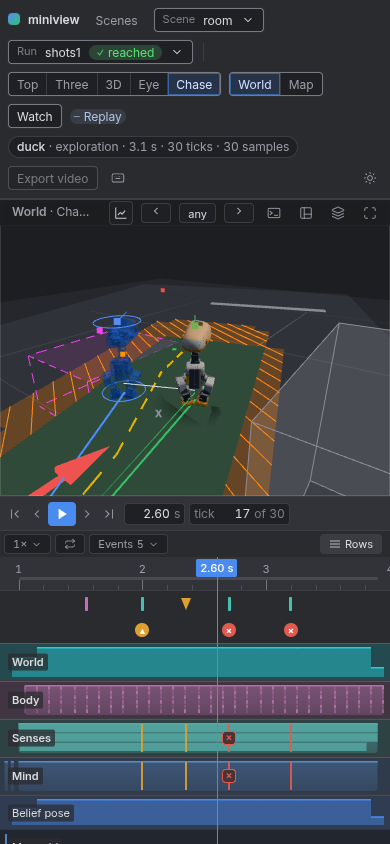 miniview Scenes Scene room
Run shots1 ✓ reached
Top Three 3D Eye Chase World Map
Watch – Replay
duck · exploration · 3.1 s · 30 ticks · 30 samples
Export video
World · Cha... any
x
2.60 s tick 17 of 30
1× Events 5 Rows
1 2 2.60 s 3 4
World
Body
Senses
Mind
Belief pose